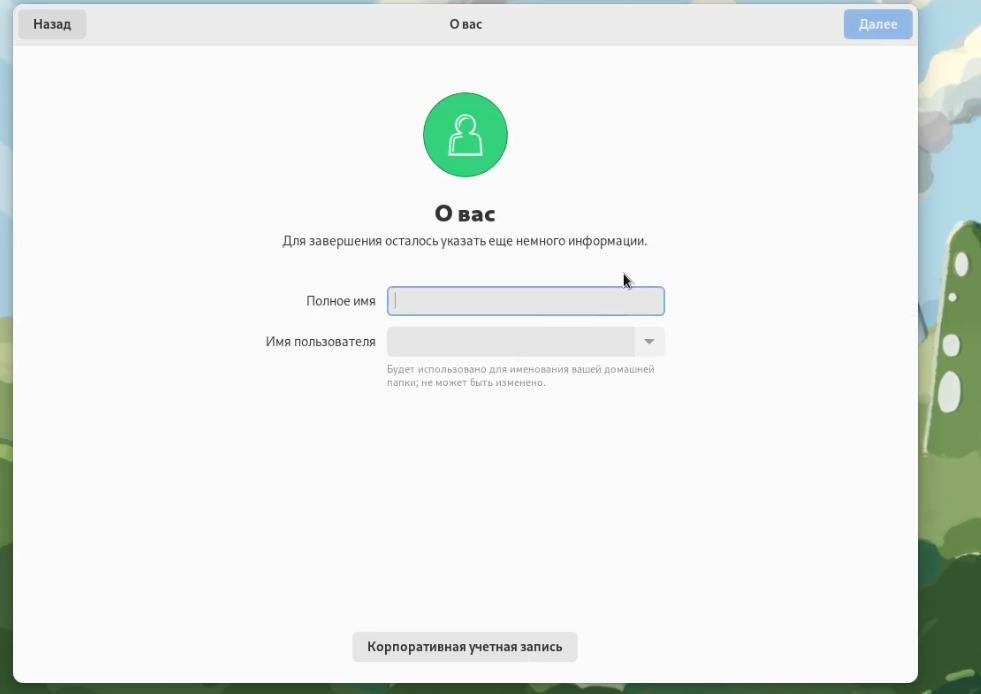 Назад
О вас
Далее
О вас
Для завершения осталось указать еще немного информации.
Полное имя
Имя пользователя
Будет использовано для именования вашей домашней
папки; не может быть изменено.
Корпоративная учетная запись